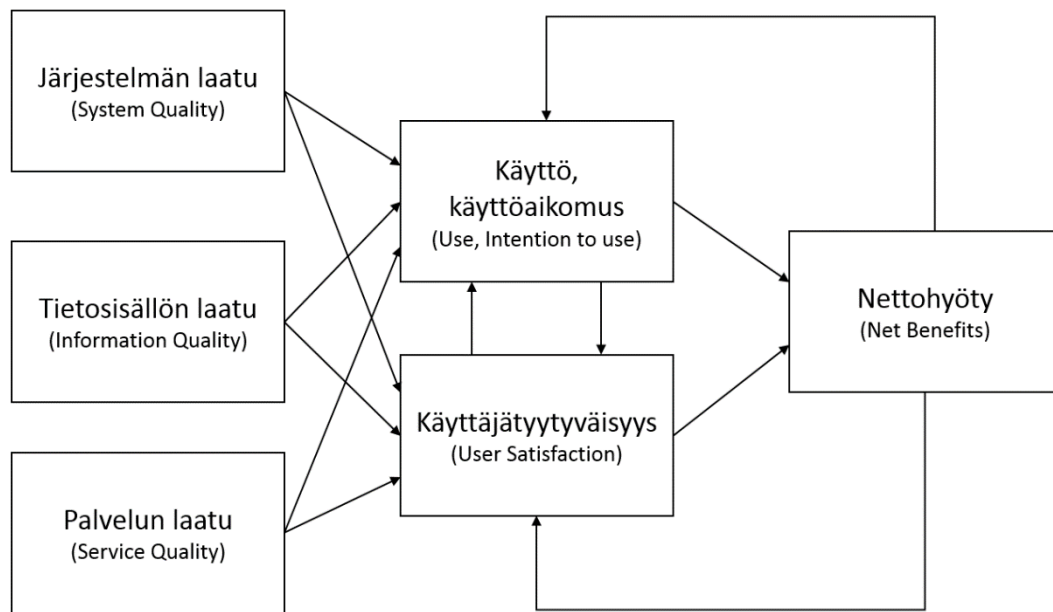 Järjestelmän laatu
(System Quality)
Tietosisällön laatu
(Information Quality)
Palvelun laatu
(Service Quality)
Käyttö,
käyttöaikomus
(Use, Intention to use)
Käyttäjätyytyväisyys
(User Satisfaction)
Nettohyöty
(Net Benefits)